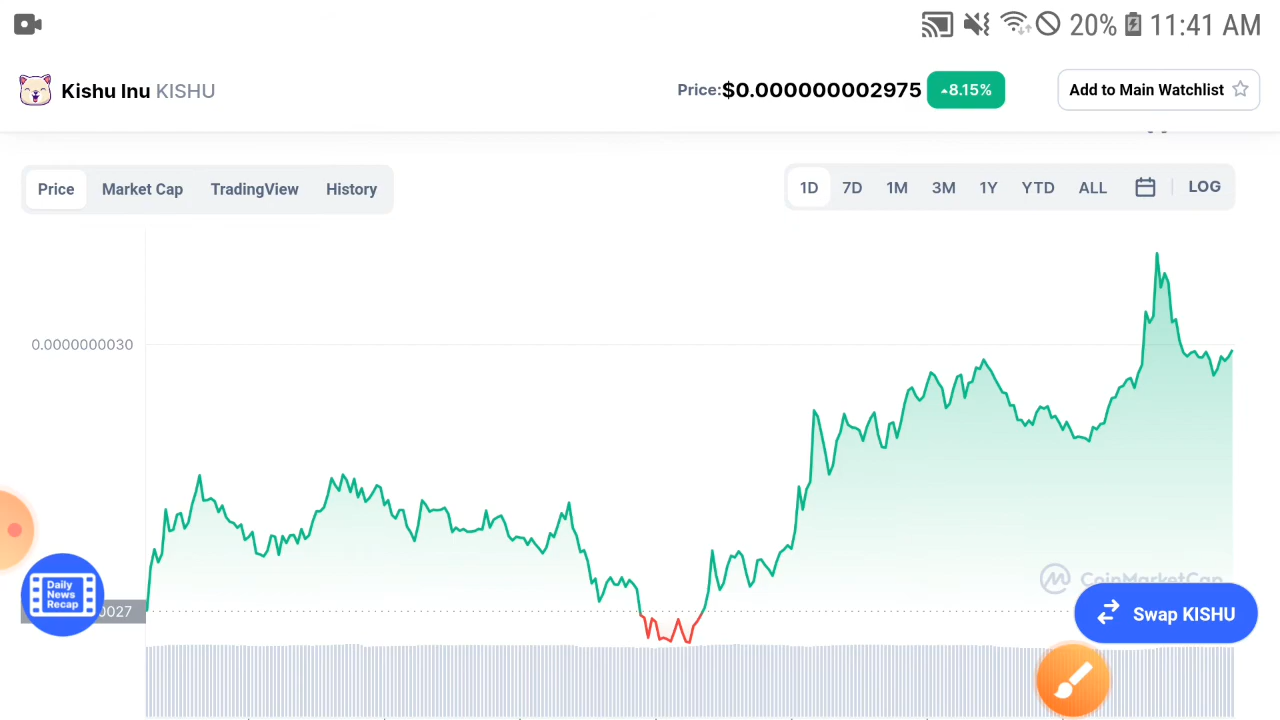 20% 11:41 AM
Kishu Inu KISHU
Price:$0.000000002975 8.15%
Add to Main Watchlist
Price Market Cap TradingView History
1D 7D 1M 3M 1Y YTD ALL LOG
0.0000000030
CoinMarketCap
Daily
News
Recap
0027
Swap KISHU